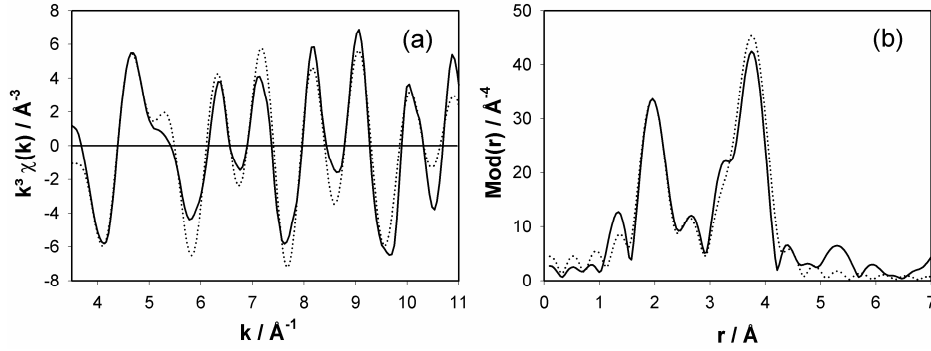 (a)
8
6
4
2
0
-2
-4
-6
-8
k³ χ(k) / Å⁻³
4 5 6 7 8 9 10 11
k / Å⁻¹
(b)
50
40
30
20
10
0
Mod(r) / Å⁻⁴
0 1 2 3 4 5 6 7
r / Å